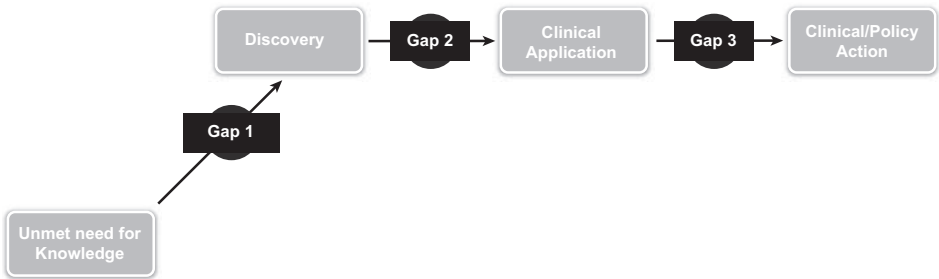 Discovery
Gap 2
Clinical
Application
Gap 3
Clinical/Policy
Action
Gap 1
Unmet need for
Knowledge